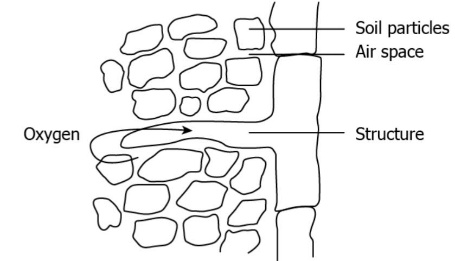 Soil particles
Air space
Oxygen
Structure